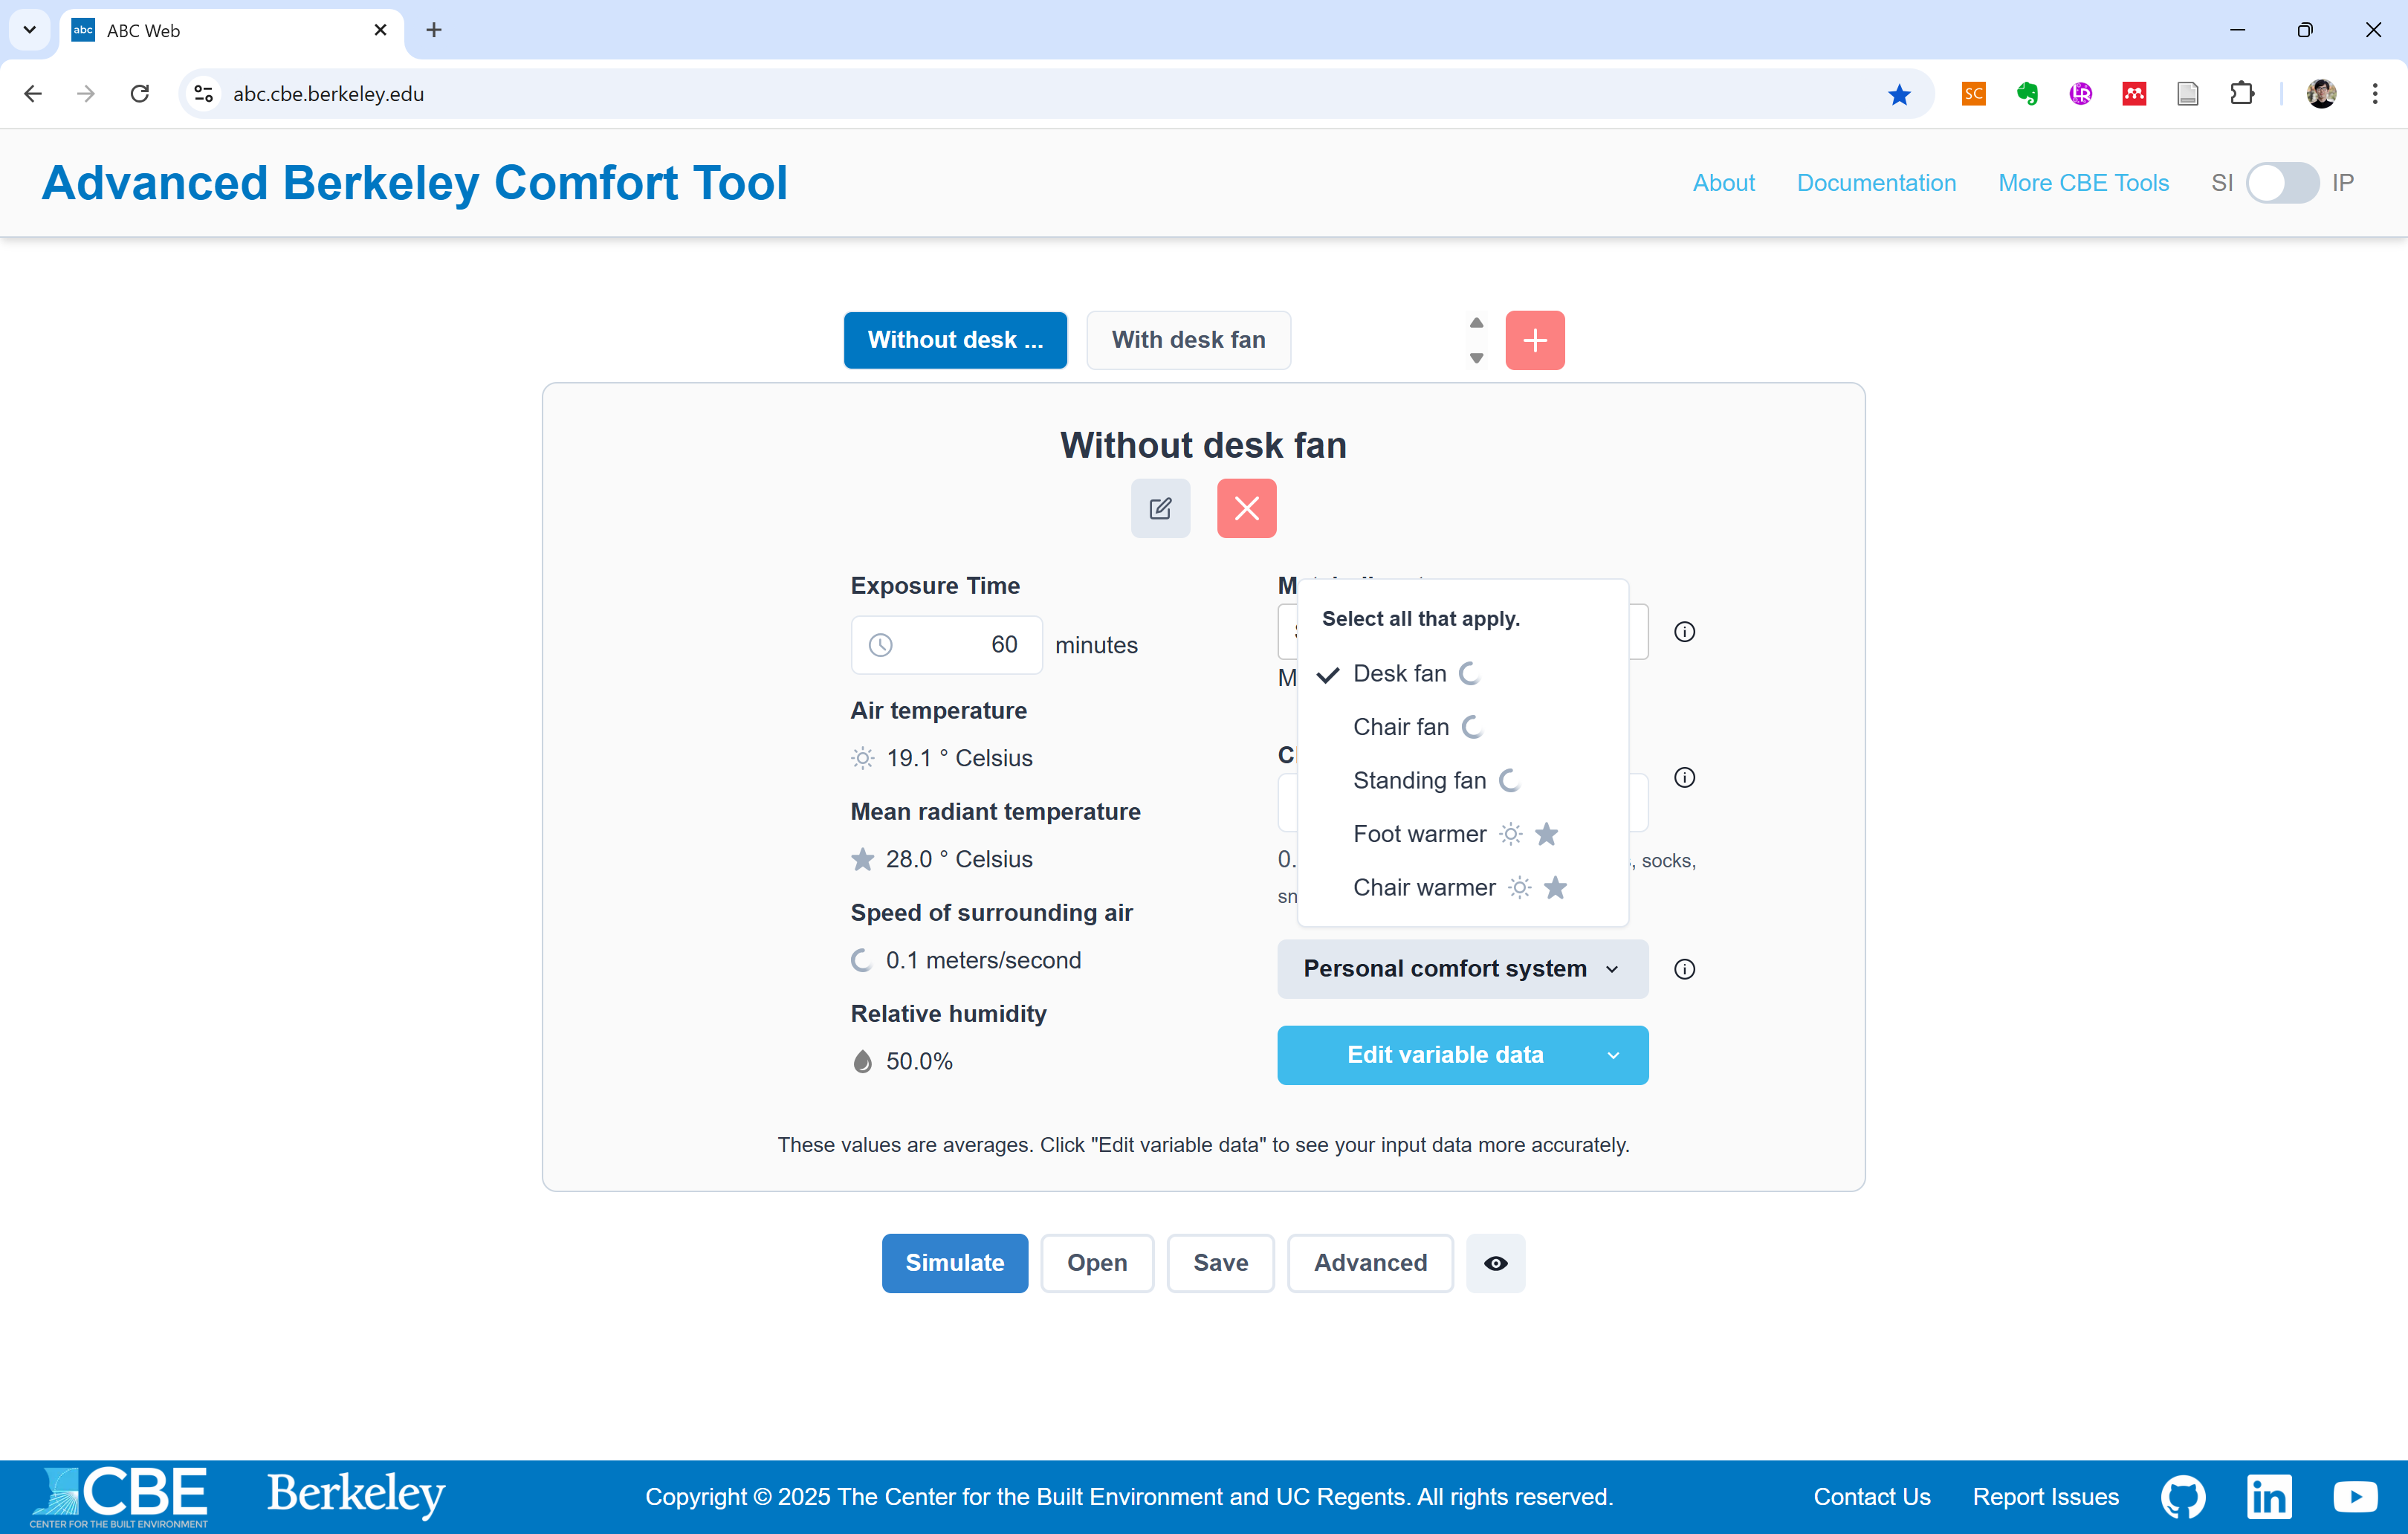 abc
ABC Web
abc.cbe.berkeley.edu
SC
Advanced Berkeley Comfort Tool
About
Documentation
More CBE Tools
SI
IP
Without desk ...
With desk fan
Without desk fan
Exposure Time
60 minutes
Air temperature
19.1 ° Celsius
Mean radiant temperature
28.0 ° Celsius
Speed of surrounding air
0.1 meters/second
Relative humidity
50.0%
Select all that apply.
Desk fan
Chair fan
Standing fan
Foot warmer
Chair warmer
M
Cl
0.
, socks,
sn
Personal comfort system
Edit variable data
These values are averages. Click "Edit variable data" to see your input data more accurately.
Simulate
Open
Save
Advanced
CBE
CENTER FOR THE BUILT ENVIRONMENT
Berkeley
Copyright © 2025 The Center for the Built Environment and UC Regents. All rights reserved.
Contact Us
Report Issues
in